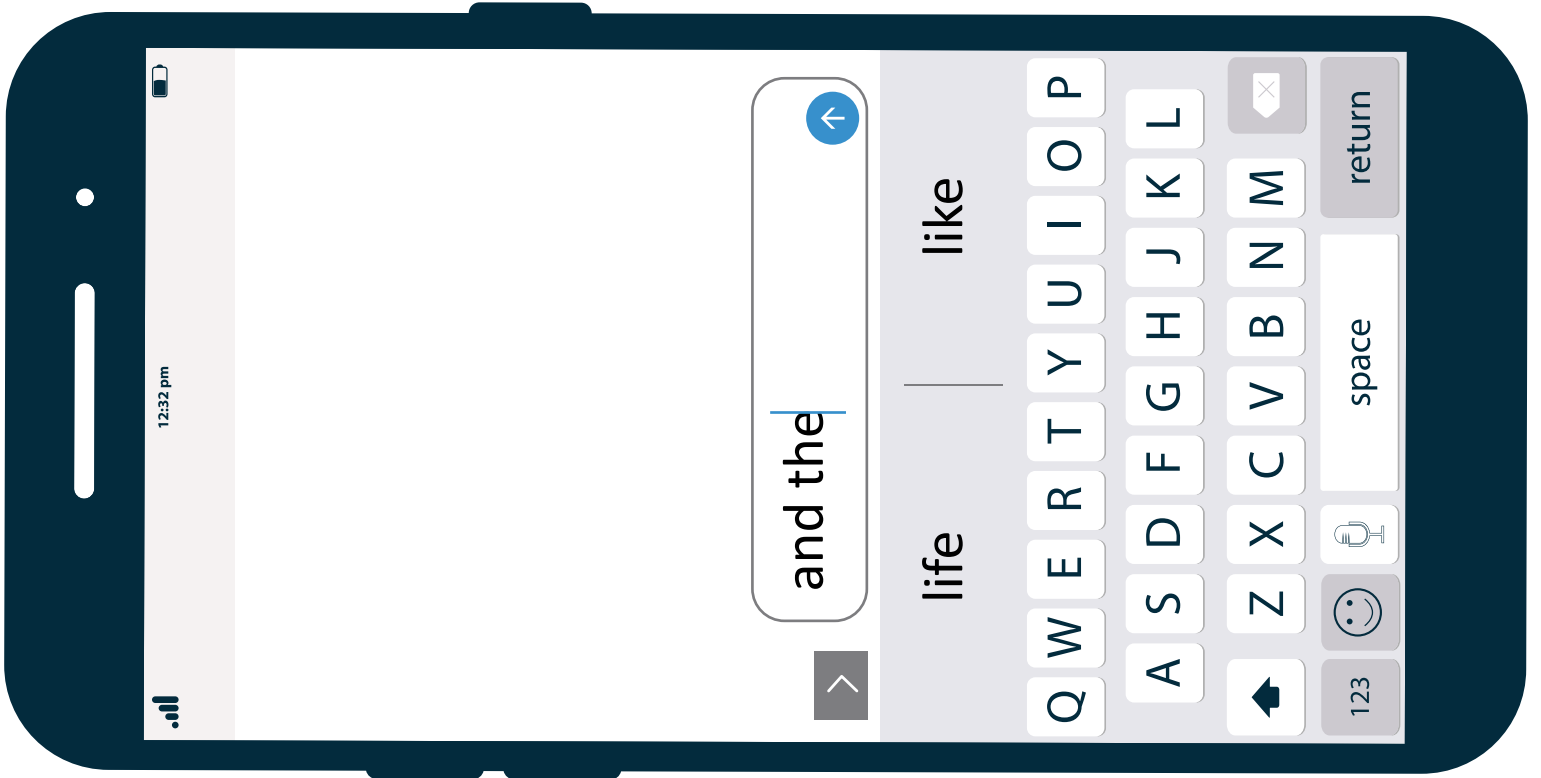 12:32 pm
and the
life like
Q W E R T Y U I O P
A S D F G H J K L
Z X C V B N M
123 space return